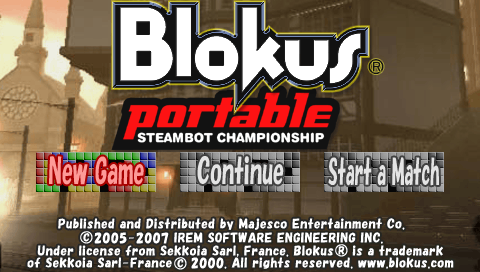 Blokus®
portable
STEAMBOT CHAMPIONSHIP
New Game Continue Start a Match
Published and Distributed by Majesco Entertainment Co.
©2005-2007 IREM SOFTWARE ENGINEERING INC.
Under license from Sekkoia Sarl, France. Blokus® is a trademark
of Sekkoia Sarl-France© 2000. All rights reserved. www.blokus.com